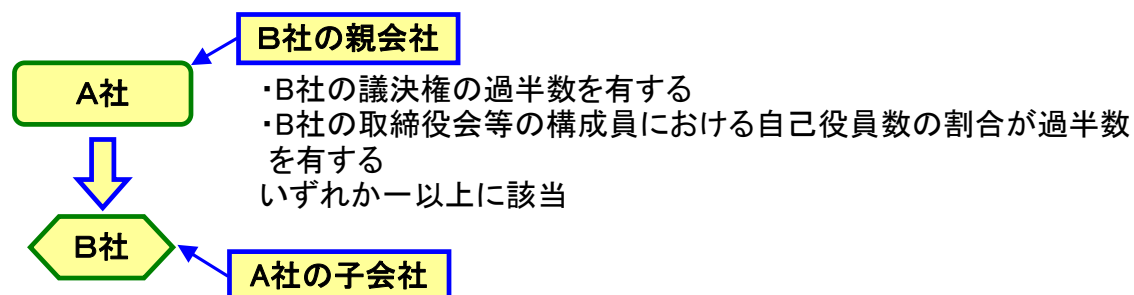 B社の親会社
A社
・B社の議決権の過半数を有する
・B社の取締役会等の構成員における自己役員数の割合が過半数
を有する
いずれか一以上に該当
B社
A社の子会社